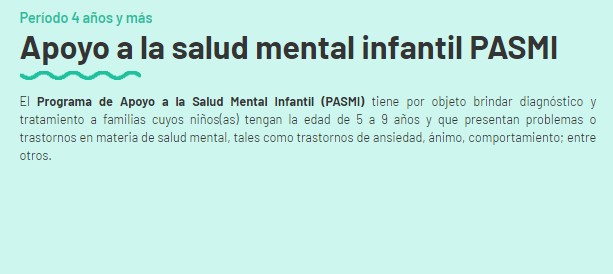 Periodo 4 años y más
Apoyo a la salud mental infantil PASMI
El Programa de Apoyo a la Salud Mental Infantil (PASMI) tiene por objeto brindar diagnóstico y
tratamiento a familias cuyos niños(as) tengan la edad de 5 a 9 años y que presentan problemas o
trastornos en materia de salud mental, tales como trastornos de ansiedad, ánimo, comportamiento; entre
otros.